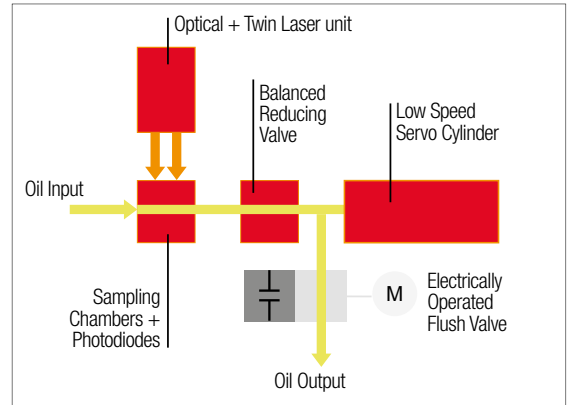 Optical + Twin Laser unit
Balanced
Reducing
Valve
Low Speed
Servo Cylinder
Oil Input
Sampling
Chambers +
Photodiodes
M
Electrically
Operated
Flush Valve
Oil Output